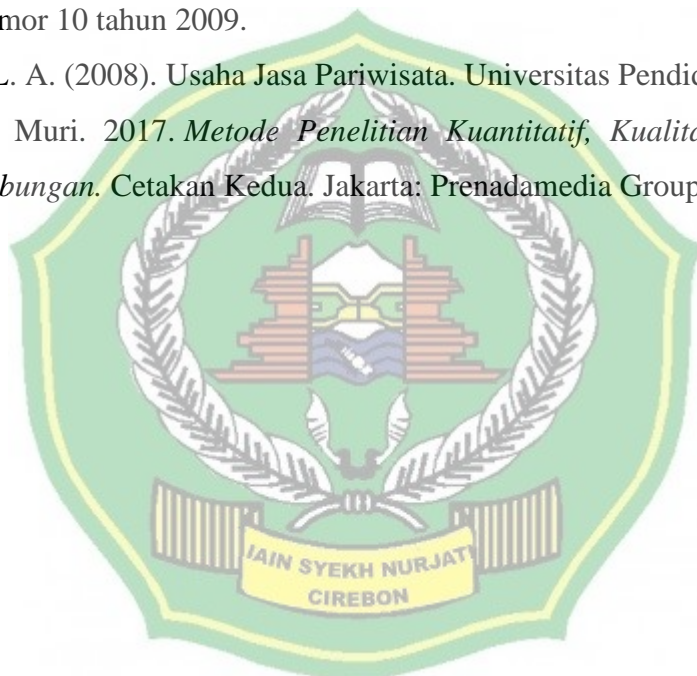 mor 10 tahun 2009.
L. A. (2008). Usaha Jasa Pariwisata. Universitas Pendic
Muri. 2017. Metode Penelitian Kuantitatif, Kualita
bungan. Cetakan Kedua. Jakarta: Prenadamedia Group
IAIN SYEKH NURJATI
CIREBON